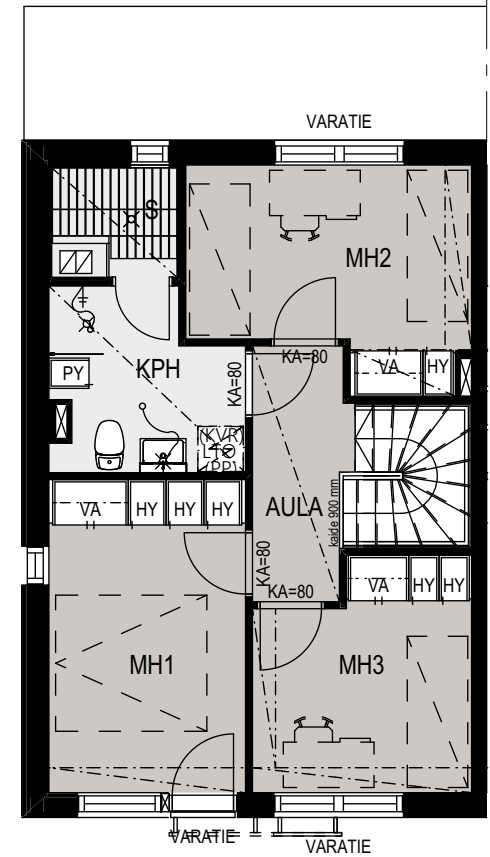 VARATIE
S
MH2
KA=80
VA
HY
KPH
PY
KA=80
(KVR)
LTO
(PP)
AULA
kaide 900 mm
VA
HY
HY
HY
KA=80
KA=80
VA
HY
HY
MH1
MH3
VARATIE
VARATIE